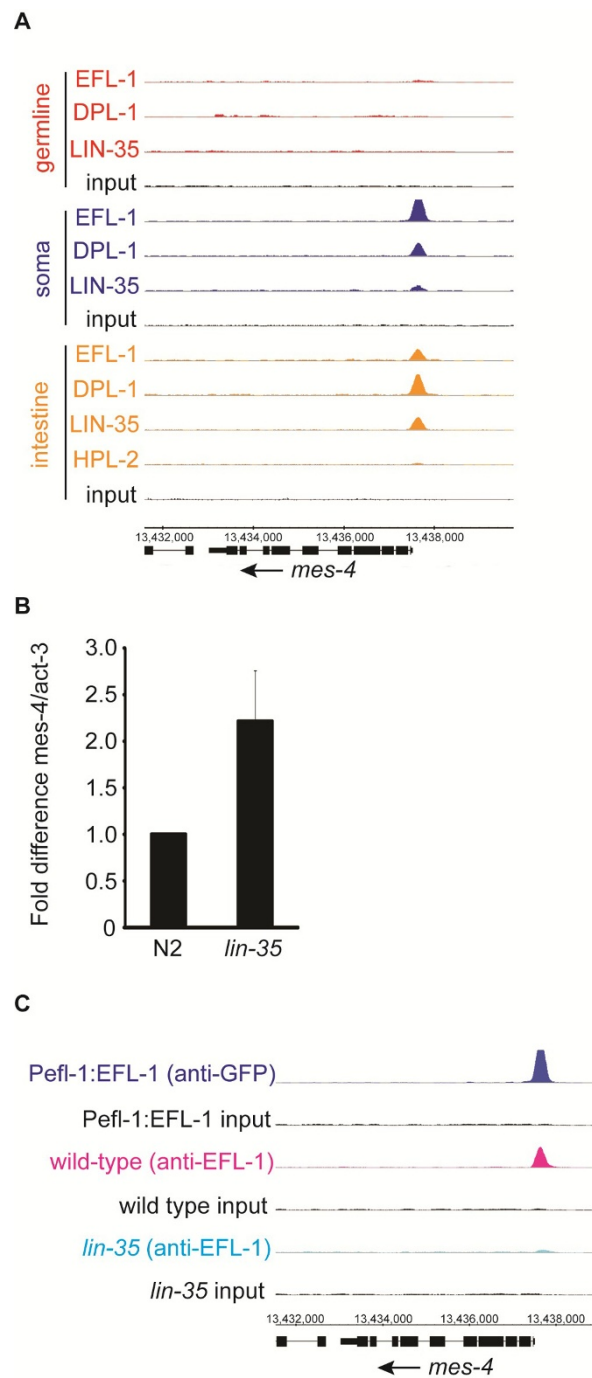 A
germline
EFL-1
DPL-1
LIN-35
input
soma
EFL-1
DPL-1
LIN-35
input
intestine
EFL-1
DPL-1
LIN-35
HPL-2
input
13,432,000 13,434,000 13,436,000 13,438,000
mes-4
B
Fold difference mes-4/act-3
3.0
2.5
2.0
1.5
1.0
0.5
0
N2 lin-35
C
Pefl-1:EFL-1 (anti-GFP)
Pefl-1:EFL-1 input
wild-type (anti-EFL-1)
wild type input
lin-35 (anti-EFL-1)
lin-35 input
13,432,000 13,434,000 13,436,000 13,438,000
mes-4